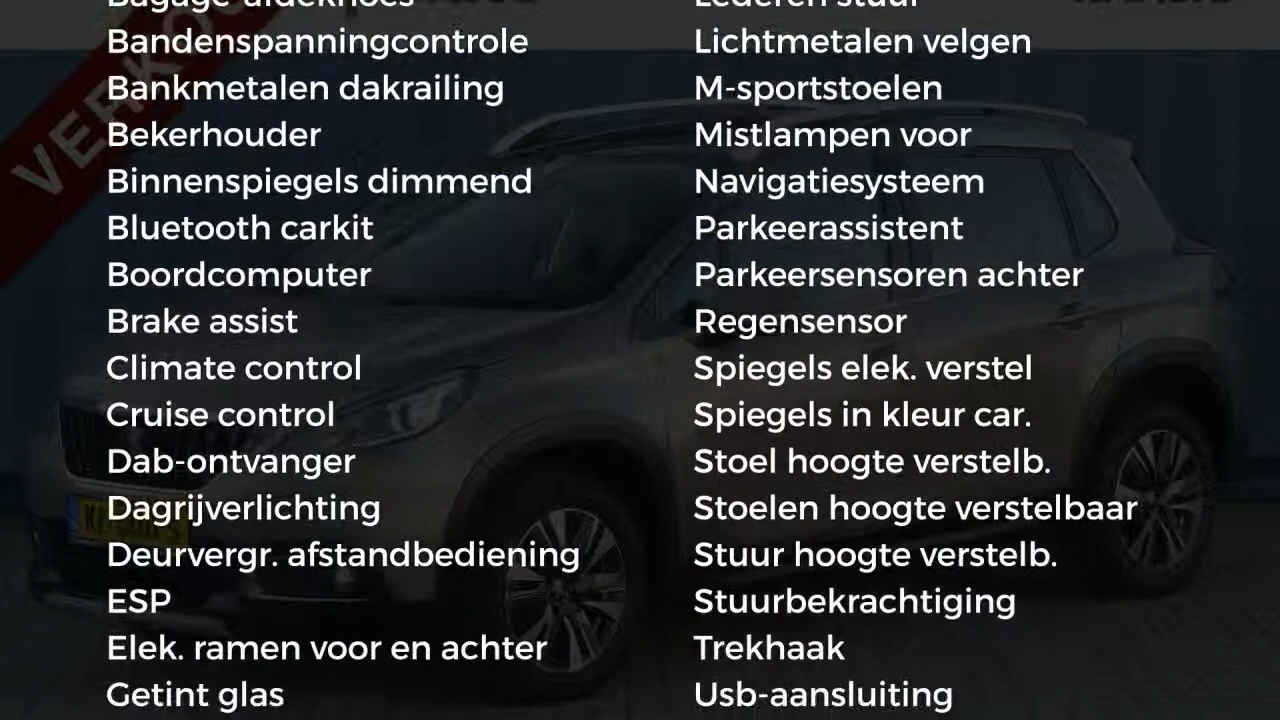 Bandenspanningcontrole
Bankmetalen dakrailing
Bekerhouder
Binnenspiegels dimmend
Bluetooth carkit
Boordcomputer
Brake assist
Climate control
Cruise control
Dab-ontvanger
Dagrijverlichting
Deurvergr. afstandbediening
ESP
Elek. ramen voor en achter
Getint glas
Lederen stuur
Lichtmetalen velgen
M-sportstoelen
Mistlampen voor
Navigatiesysteem
Parkeerassistent
Parkeersensoren achter
Regensensor
Spiegels elek. verstel
Spiegels in kleur car.
Stoel hoogte verstelb.
Stoelen hoogte verstelbaar
Stuur hoogte verstelb.
Stuurbekrachtiging
Trekhaak
Usb-aansluiting